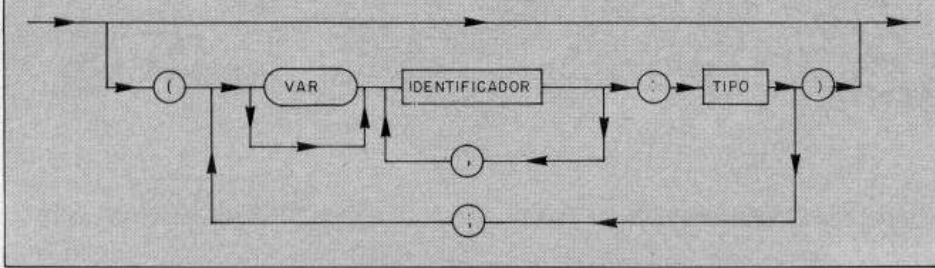 ( VAR IDENTIFICADOR : TIPO )
,
;